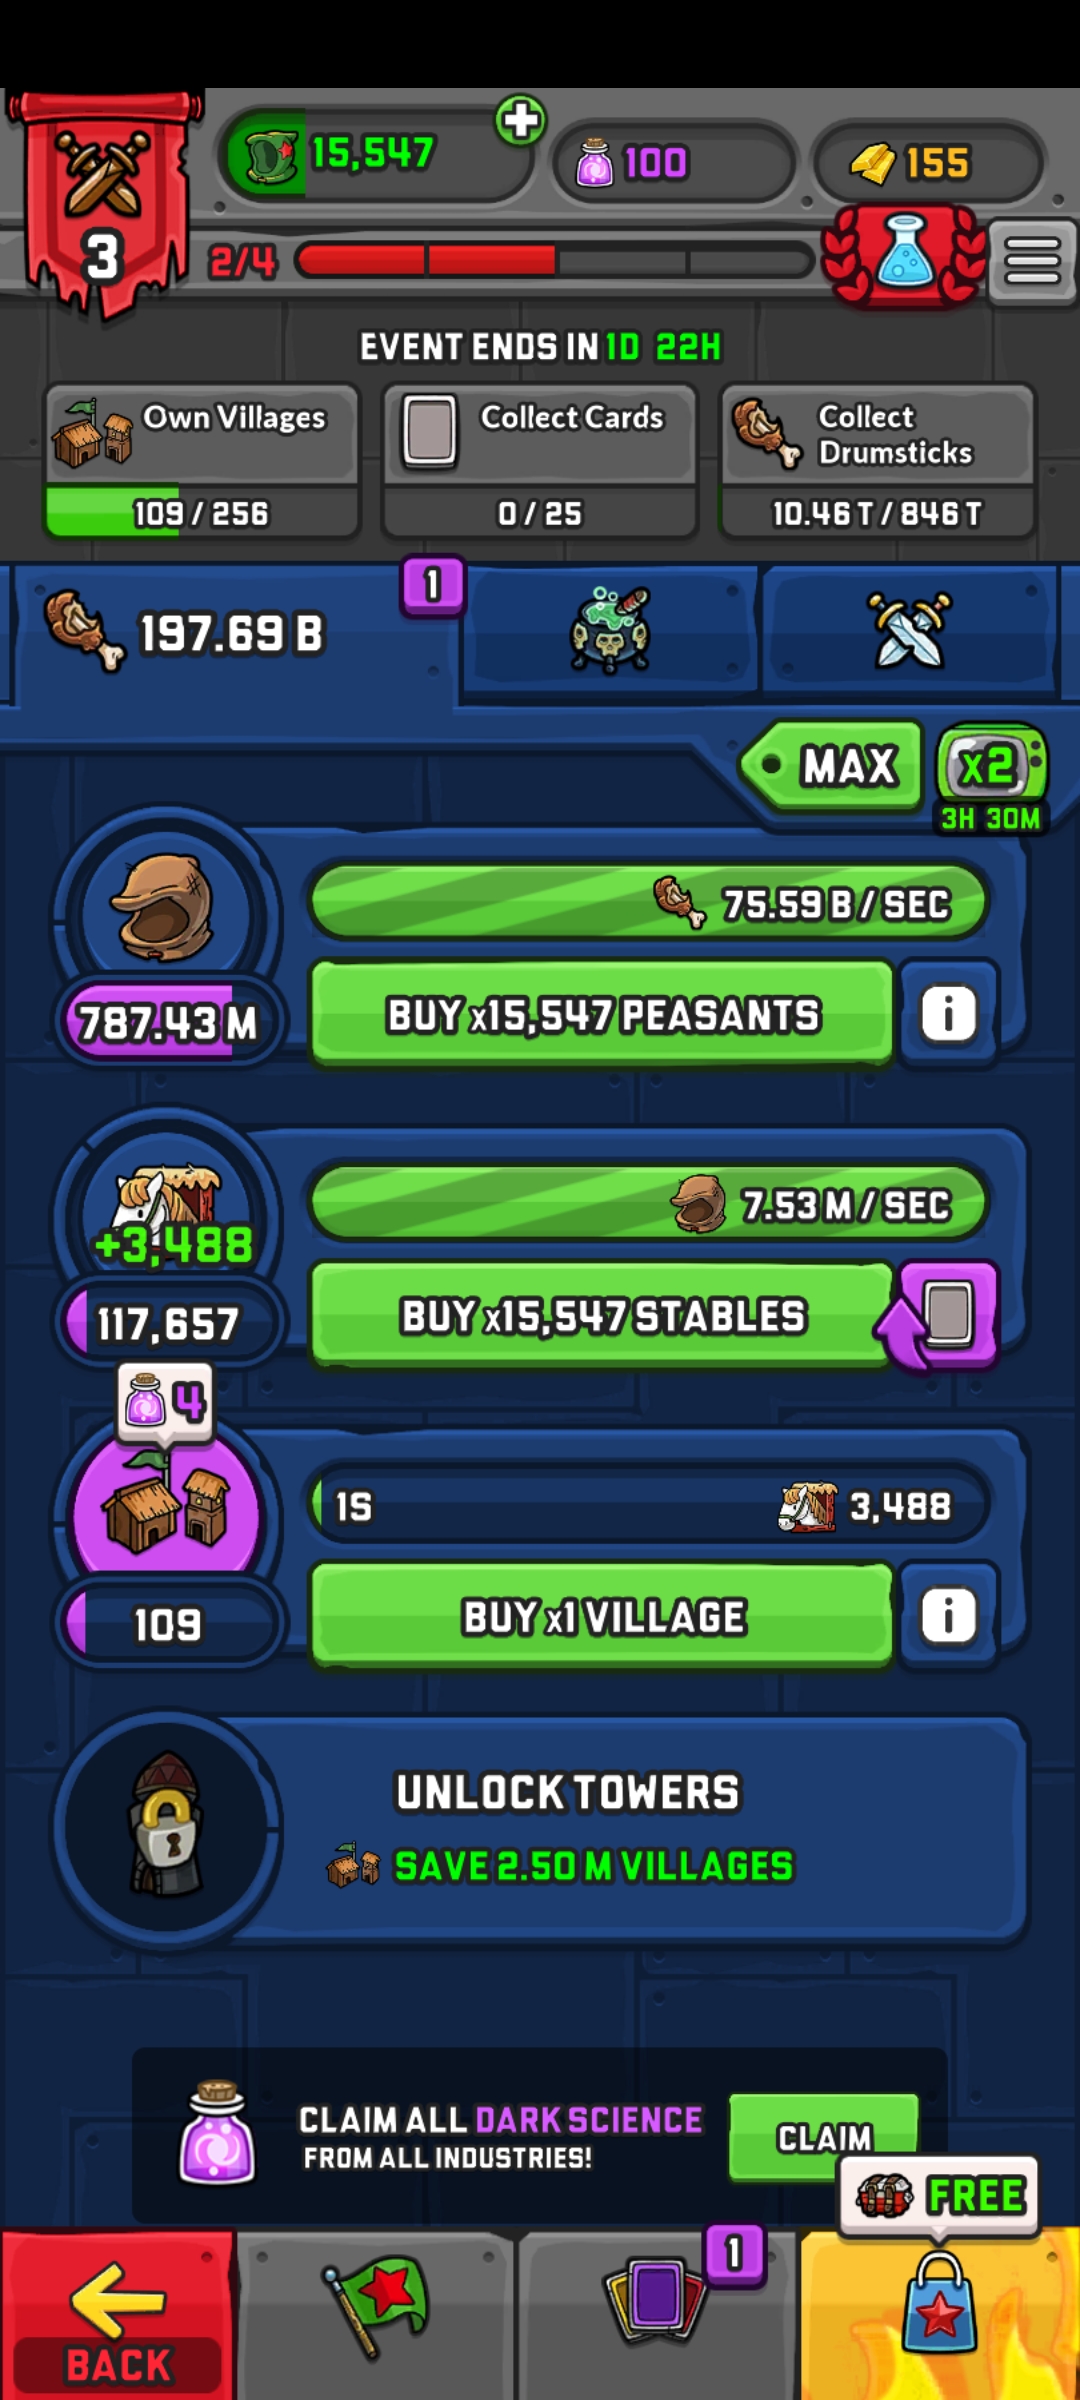 15,547
100
155
3
2/4
EVENT ENDS IN 1D 22H
Own Villages
109 / 256
Collect Cards
0 / 25
Collect
Drumsticks
10.46 T / 846 T
197.69 B
1
MAX
x2
3H 30M
75.59 B / SEC
787.43 M
BUY x15,547 PEASANTS
7.53 M / SEC
+3,488
117,657
BUY x15,547 STABLES
4
1S
3,488
109
BUY x1 VILLAGE
UNLOCK TOWERS
SAVE 2.50 M VILLAGES
CLAIM ALL DARK SCIENCE
FROM ALL INDUSTRIES!
CLAIM
FREE
1
BACK